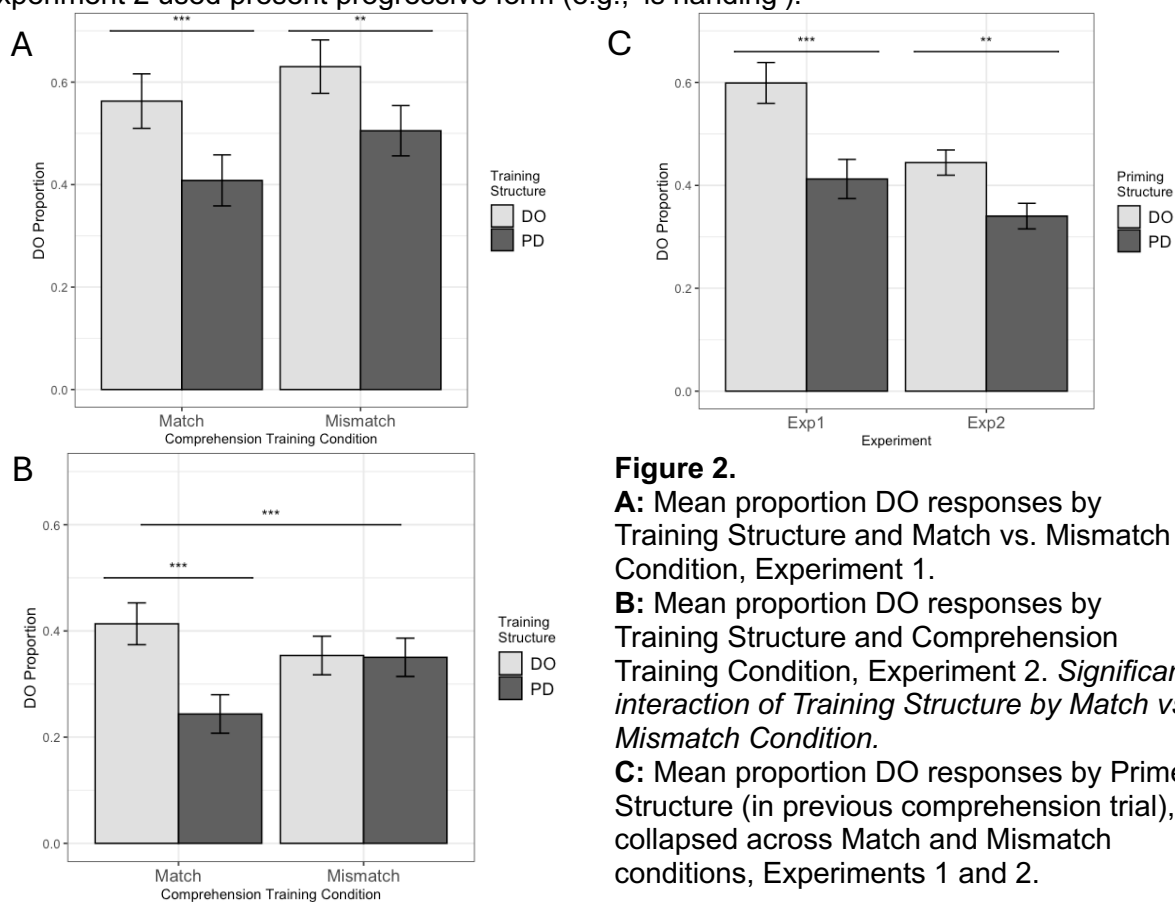 experiment 2 used present progressive form (e.g., 'is handing').
A
***
**
0.6
0.4
0.2
0.0
DO Proportion
Match
Mismatch
Comprehension Training Condition
Training
Structure
DO
PD
C
***
**
0.6
0.4
0.2
0.0
DO Proportion
Exp1
Exp2
Experiment
Priming
Structure
DO
PD
B
***
***
0.6
0.4
0.2
0.0
DO Proportion
Match
Mismatch
Comprehension Training Condition
Training
Structure
DO
PD
Figure 2.
A: Mean proportion DO responses by
Training Structure and Match vs. Mismatch
Condition, Experiment 1.
B: Mean proportion DO responses by
Training Structure and Comprehension
Training Condition, Experiment 2. Significan
interaction of Training Structure by Match vs
Mismatch Condition.
C: Mean proportion DO responses by Prime
Structure (in previous comprehension trial),
collapsed across Match and Mismatch
conditions, Experiments 1 and 2.